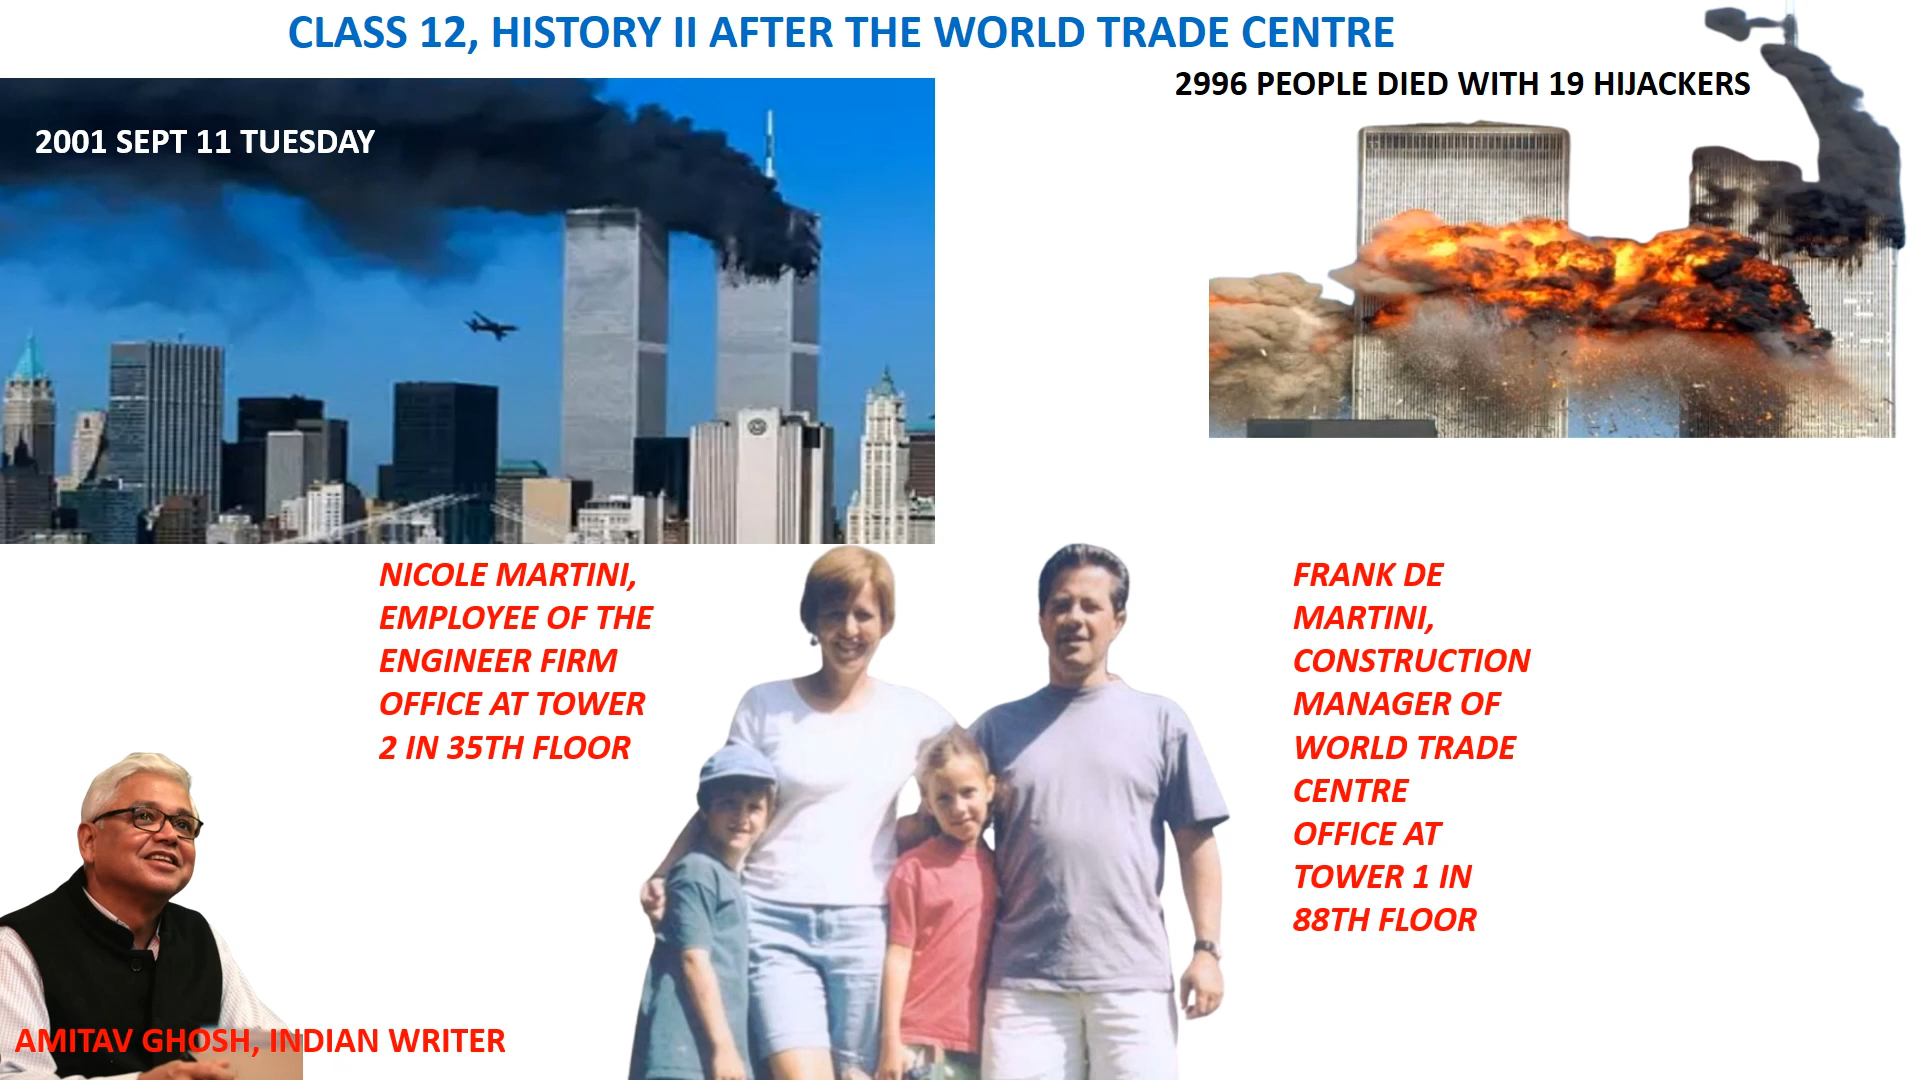 CLASS 12, HISTORY II AFTER THE WORLD TRADE CENTRE
2996 PEOPLE DIED WITH 19 HIJACKERS
2001 SEPT 11 TUESDAY
NICOLE MARTINI,
EMPLOYEE OF THE
ENGINEER FIRM
OFFICE AT TOWER
2 IN 35TH FLOOR
FRANK DE
MARTINI,
CONSTRUCTION
MANAGER OF
WORLD TRADE
CENTRE
OFFICE AT
TOWER 1 IN
88TH FLOOR
AMITAV GHOSH, INDIAN WRITER